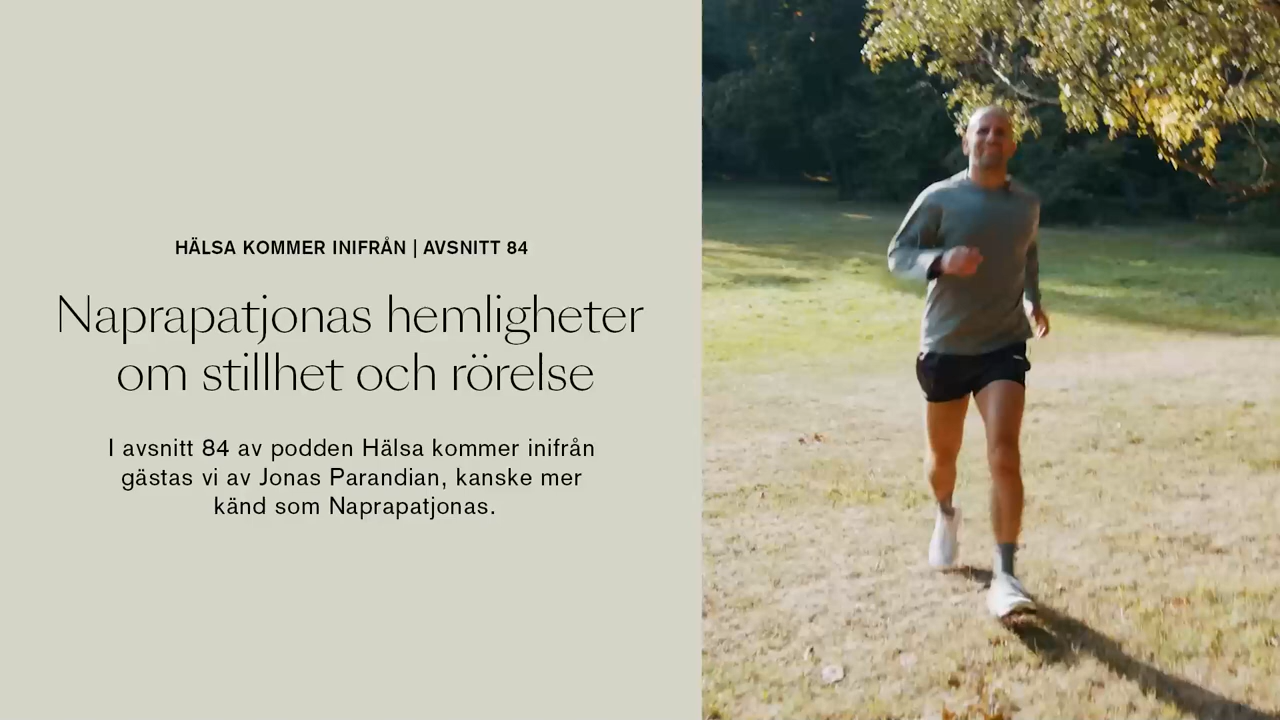 HÄLSA KOMMER INIFRÅN | AVSNITT 84
Naprapatjonas hemligheter
om stillhet och rörelse
I avsnitt 84 av podden Hälsa kommer inifrån
gästas vi av Jonas Parandian, kanske mer
känd som Naprapatjonas.